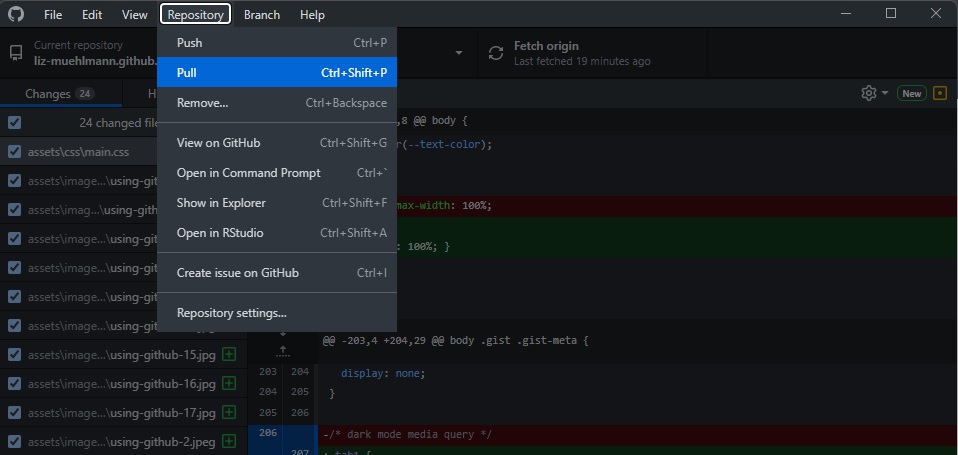 File Edit View Repository Branch Help
Current repository
liz-muehlmann.github.
Fetch origin
Last fetched 19 minutes ago
Push Ctrl+P
Pull Ctrl+Shift+P
Remove... Ctrl+Backspace
View on GitHub Ctrl+Shift+G
Open in Command Prompt Ctrl+`
Show in Explorer Ctrl+Shift+F
Open in RStudio Ctrl+Shift+A
Create issue on GitHub Ctrl+I
Repository settings...
Changes 24 H
New
24 changed file
assets\css\main.css
assets\image...\using-gith
assets\imag...\using-gith
assets\image...\using-gith
assets\image...\using-gith
assets\image...\using-gith
assets\image...\using-gith
assets\image...\using-github-15.jpg
assets\image...\using-github-16.jpg
assets\image...\using-github-17.jpg
assets\image...\using-github-2.jpeg
,8 @@ body {
r(--text-color);
max-width: 100%;
: 100%; }
@@ -203,4 +204,29 @@ body .gist .gist-meta {
203 204 display: none;
204 205 }
205 206
206 -/* dark mode media query */
207